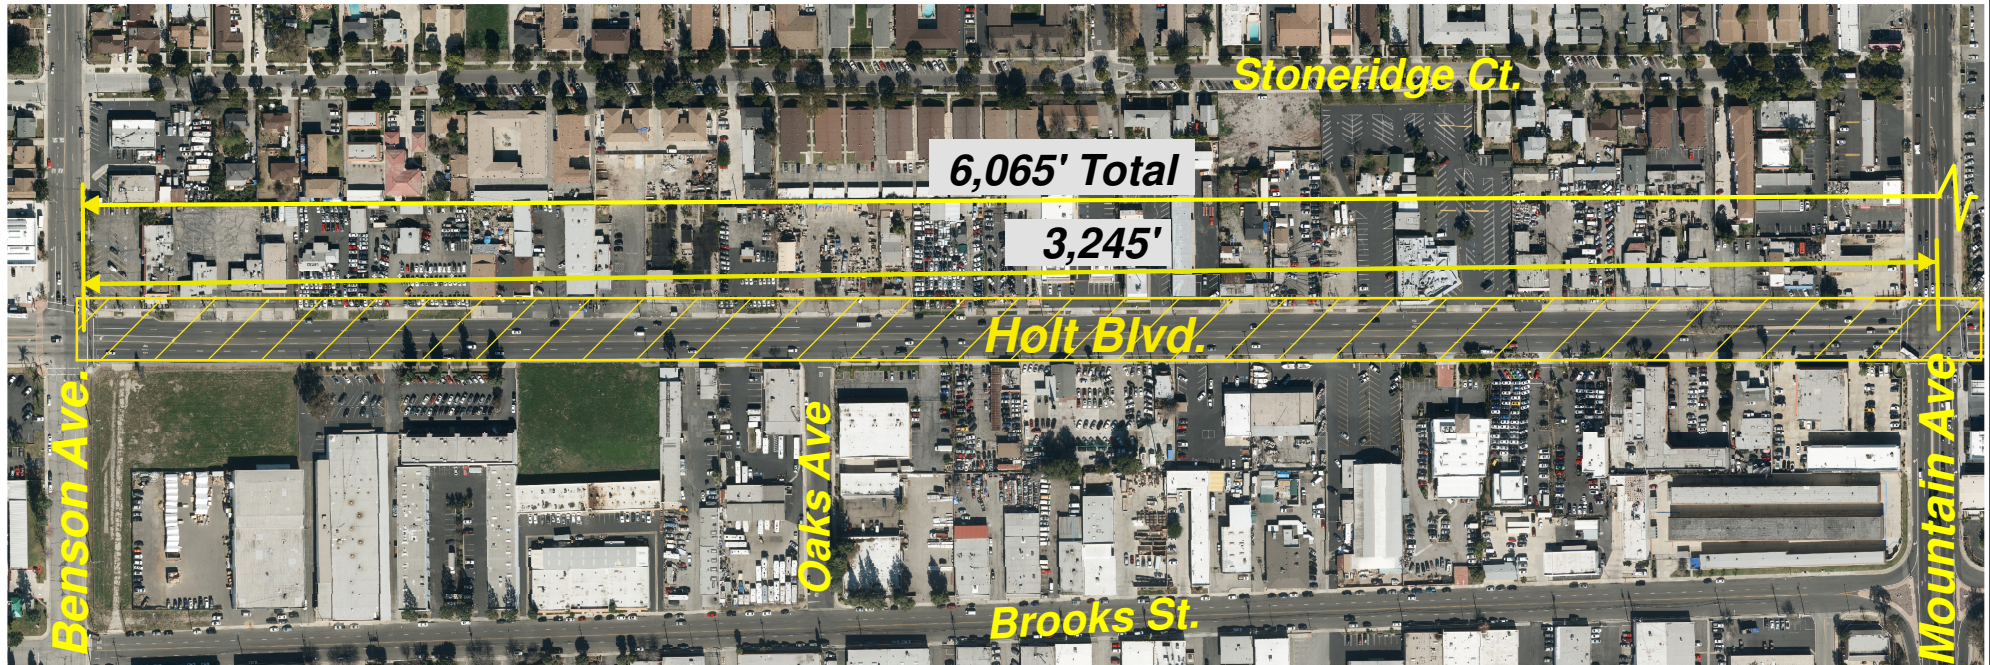 Stoneridge Ct.
6,065' Total
3,245'
Holt Blvd.
Benson Ave.
Oaks Ave
Mountain Ave
Brooks St.